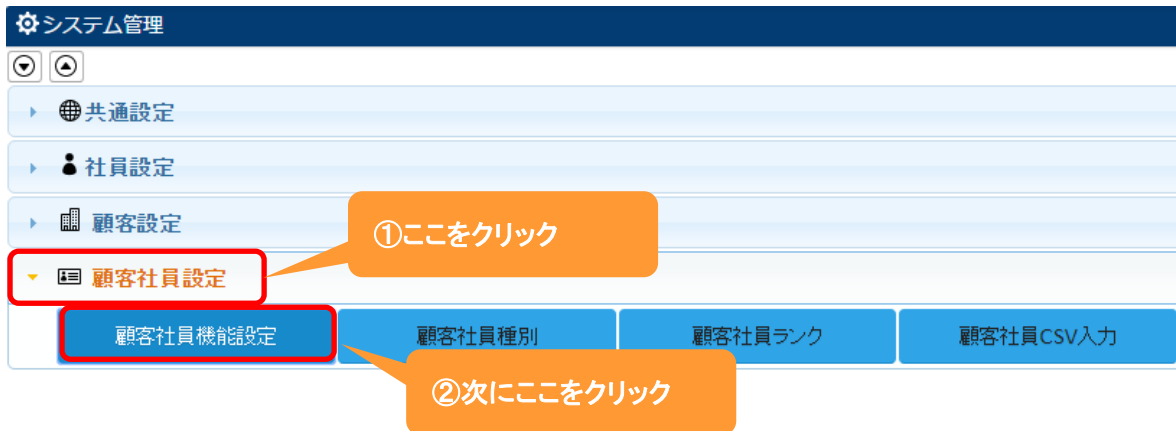 システム管理
共通設定
社員設定
顧客設定
①ここをクリック
顧客社員設定
顧客社員機能設定
顧客社員種別
顧客社員ランク
顧客社員CSV入力
②次にここをクリック